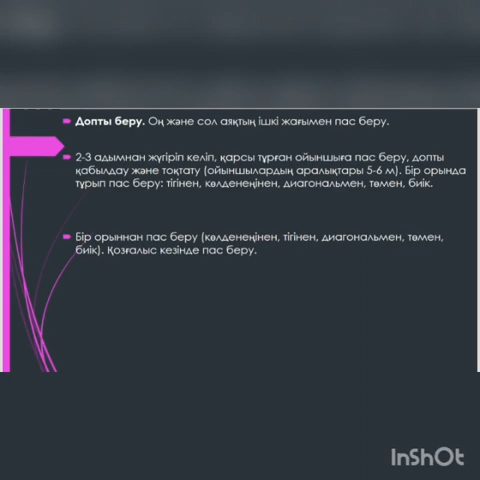 Допты беру. Оң және сол аяқтың ішкі жағымен пас беру.
2-3 адымнан жүгіріп келіп, қарсы тұрған ойыншыға пас беру, допты
қабылдау және тоқтату (ойыншылардың аралықтары 5-6 м). Бір орында
тұрып пас беру: тігінен, көлденеңінен, диагональмен, төмен, биік.
Бір орыннан пас беру (көлденеңінен, тігінен, диагональмен, төмен,
биік). Қозғалыс кезінде пас беру.
InShOt